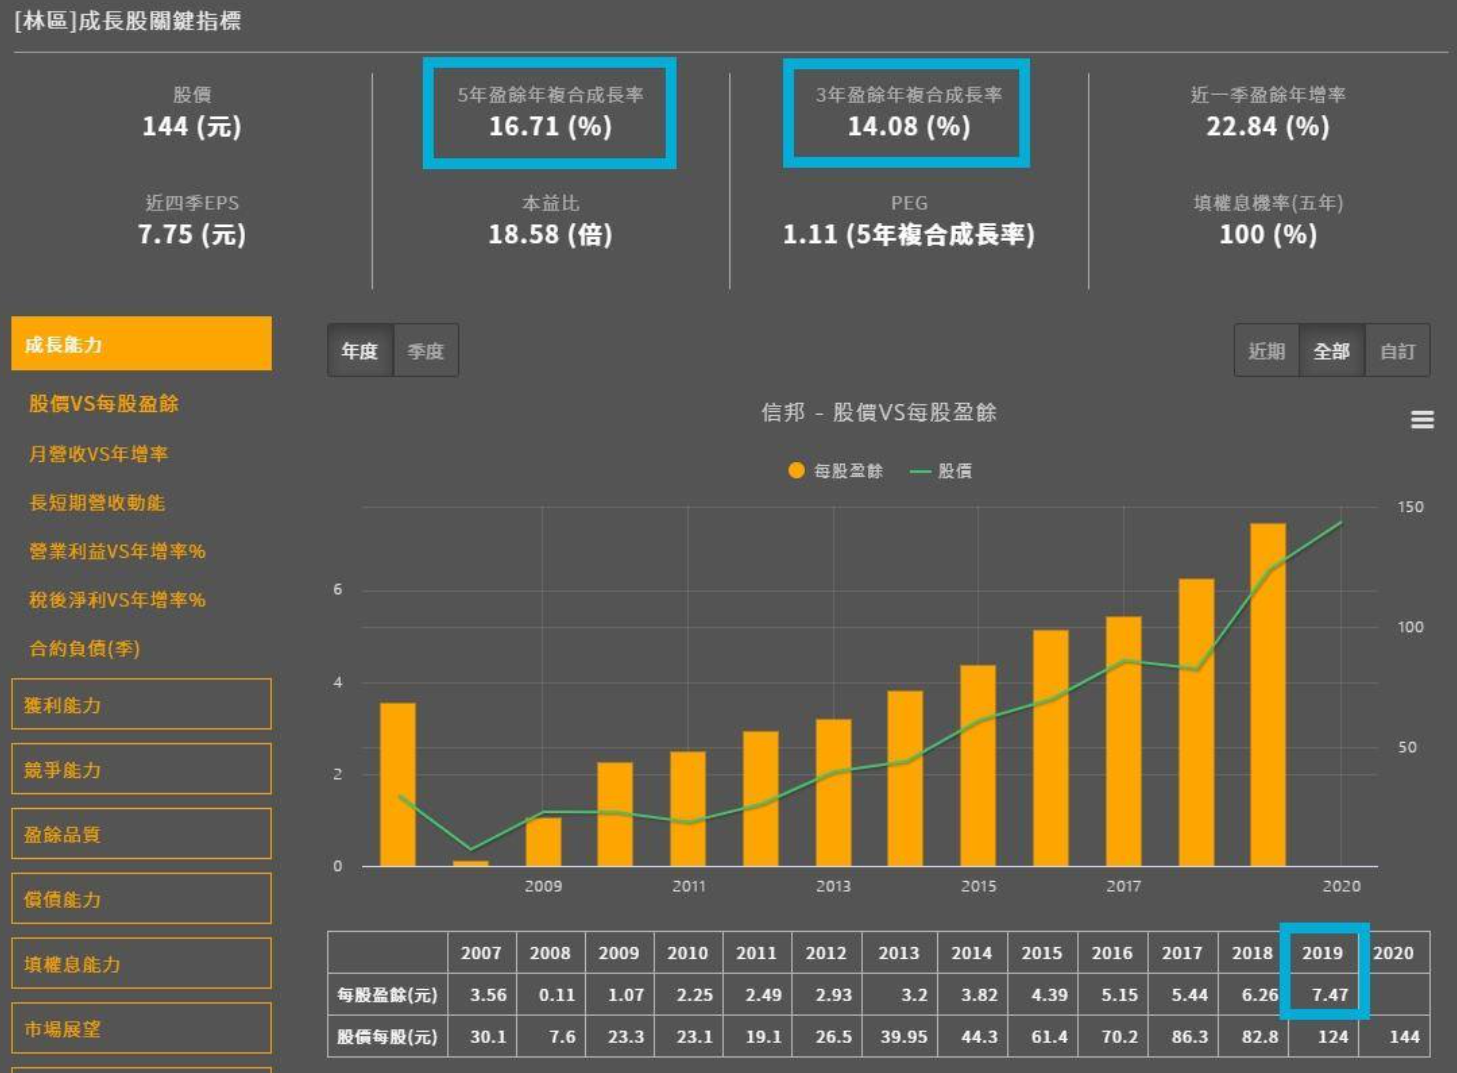 [林區]成長股關鍵指標
股價
144 (元)
5年盈餘年複合成長率
16.71 (%)
3年盈餘年複合成長率
14.08 (%)
近一季盈餘年增率
22.84 (%)
近四季EPS
7.75 (元)
本益比
18.58 (倍)
PEG
1.11 (5年複合成長率)
填權息機率(五年)
100 (%)
成長能力
股價VS每股盈餘
月營收VS年增率
長短期營收動能
營業利益VS年增率%
稅後淨利VS年增率%
合約負債(季)
獲利能力
競爭能力
盈餘品質
償債能力
填權息能力
市場展望
年度 季度
近期 全部 自訂
信邦 - 股價VS每股盈餘
每股盈餘 股價
150
6
100
4
50
2
0
2009 2011 2013 2015 2017 2020
2007 2008 2009 2010 2011 2012 2013 2014 2015 2016 2017 2018 2019 2020
每股盈餘(元) 3.56 0.11 1.07 2.25 2.49 2.93 3.2 3.82 4.39 5.15 5.44 6.26 7.47
股價每股(元) 30.1 7.6 23.3 23.1 19.1 26.5 39.95 44.3 61.4 70.2 86.3 82.8 124 144